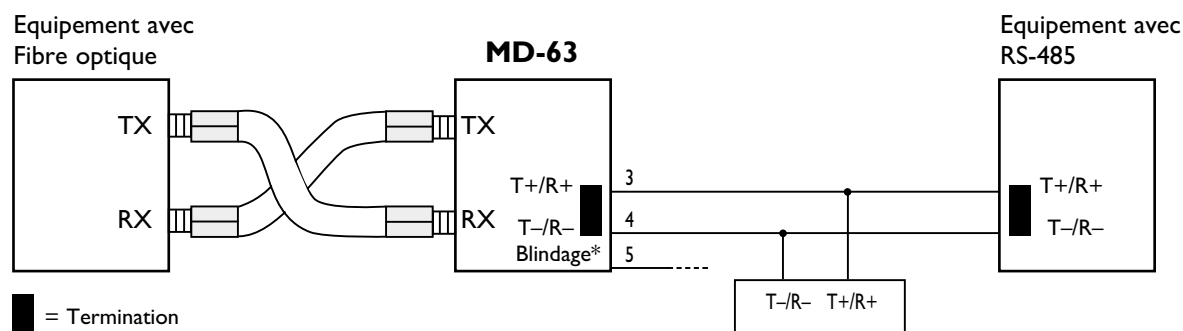 Equipement avec
Fibre optique
MD-63
Equipement avec
RS-485
TX
TX
T+/R+
3
T+/R+
RX
RX
T–/R–
4
T–/R–
Blindage*
5
T–/R– T+/R+
= Termination